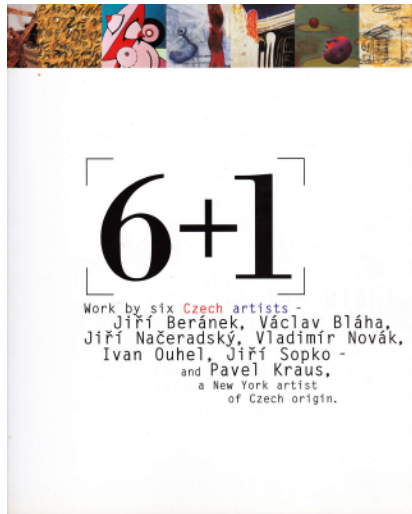 6+1
Work by six Czech artists -
Jiří Beránek, Václav Bláha,
Jiří Načeradský, Vladimír Novák,
Ivan Ouhel, Jiří Sopko -
and Pavel Kraus,
a New York artist
of Czech origin.